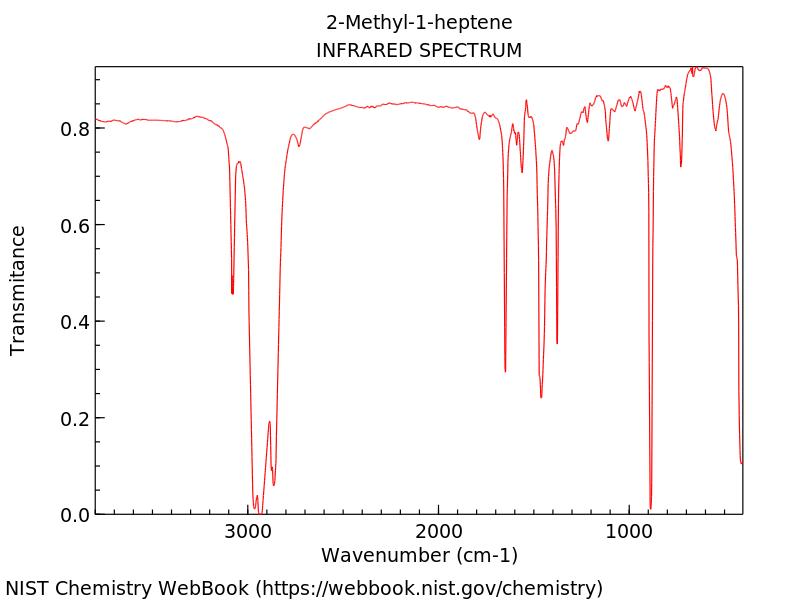 2-Methyl-1-heptene
INFRARED SPECTRUM
Transmitance
0.8
0.6
0.4
0.2
0.0
3000 2000 1000
Wavenumber (cm-1)
NIST Chemistry WebBook (https://webbook.nist.gov/chemistry)